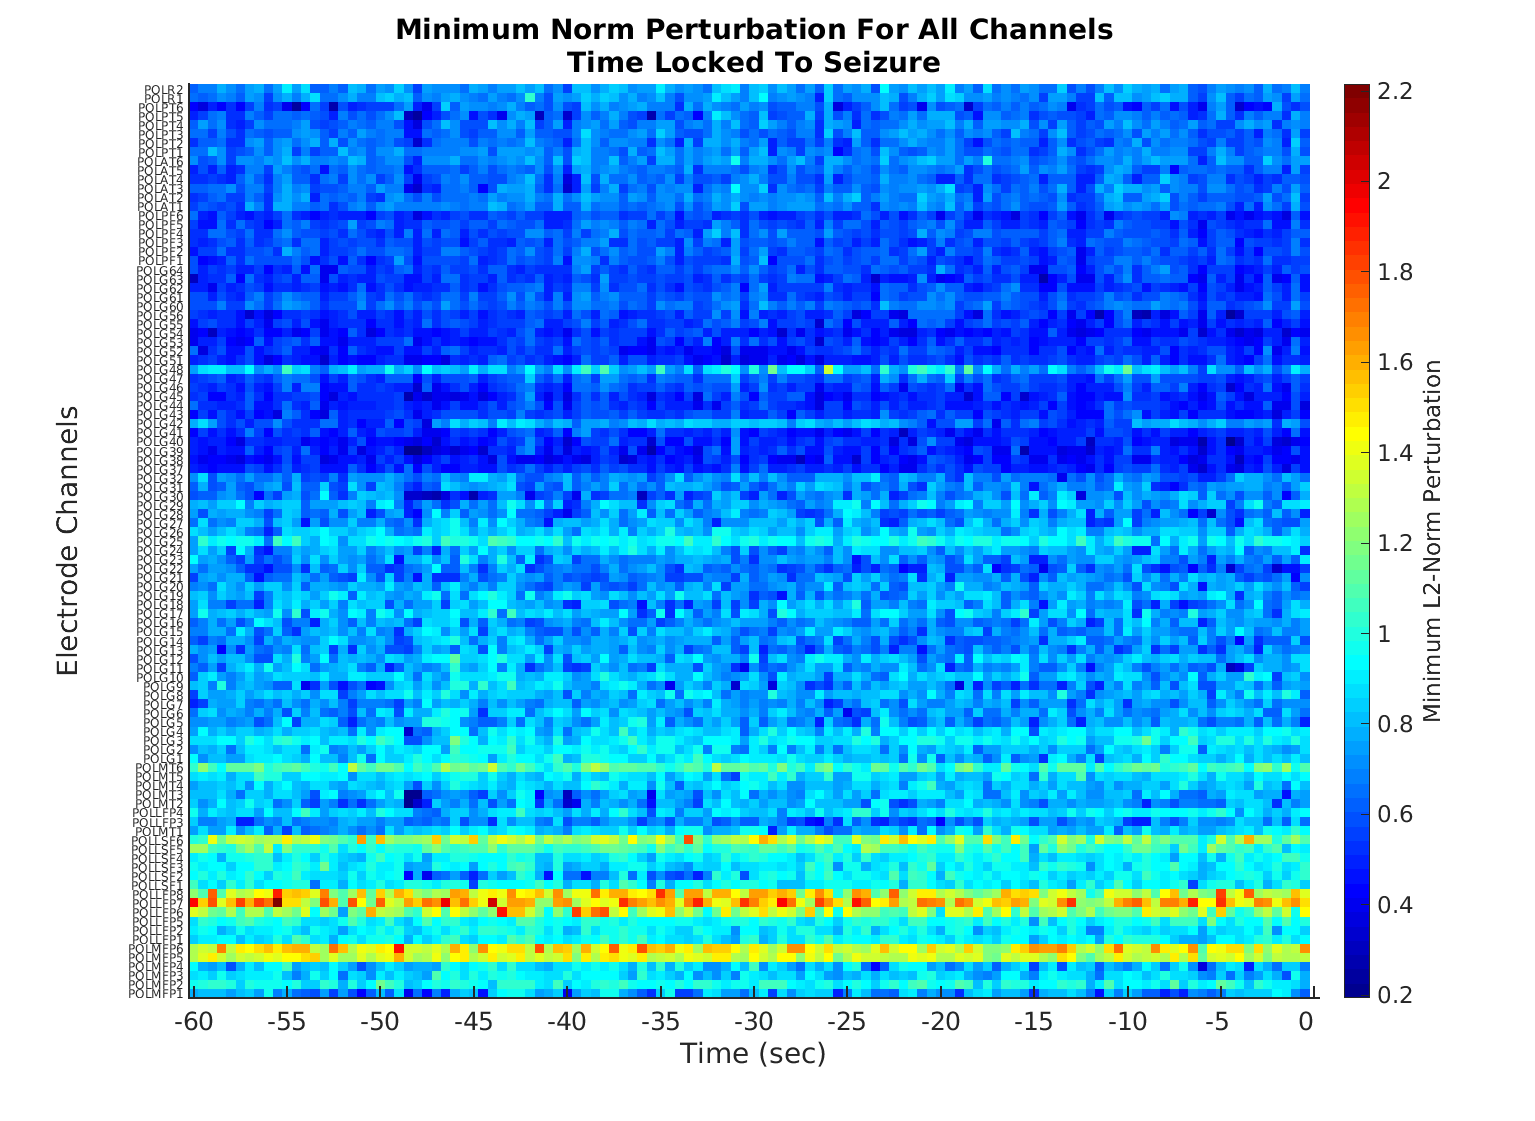 Minimum Norm Perturbation For All Channels
Time Locked To Seizure
Electrode Channels
POLR2
POLR1
POLPT6
POLPT5
POLPT4
POLPT3
POLPT2
POLPT1
POLAT6
POLAT5
POLAT4
POLAT3
POLAT2
POLAT1
POLPF6
POLPF5
POLPF4
POLPF3
POLPF2
POLPF1
POLG64
POLG63
POLG62
POLG61
POLG60
POLG56
POLG55
POLG54
POLG53
POLG52
POLG51
POLG48
POLG47
POLG46
POLG45
POLG44
POLG43
POLG42
POLG41
POLG40
POLG39
POLG38
POLG37
POLG32
POLG31
POLG30
POLG29
POLG28
POLG27
POLG26
POLG25
POLG24
POLG23
POLG22
POLG21
POLG20
POLG19
POLG18
POLG17
POLG16
POLG15
POLG14
POLG13
POLG12
POLG11
POLG10
POLG9
POLG8
POLG7
POLG6
POLG5
POLG4
POLG3
POLG2
POLG1
POLMT6
POLMT5
POLMT4
POLMT3
POLMT2
POLLFP4
POLLFP3
POLMT1
POLLSF6
POLLSF5
POLLSF4
POLLSF3
POLLSF2
POLLSF1
POLLFP8
POLLFP7
POLLFP6
POLLFP5
POLLFP2
POLLFP1
POLMFP6
POLMFP5
POLMFP4
POLMFP3
POLMFP2
POLMFP1
-60 -55 -50 -45 -40 -35 -30 -25 -20 -15 -10 -5 0
Time (sec)
2.2
2
1.8
1.6
1.4
1.2
1
0.8
0.6
0.4
0.2
Minimum L2-Norm Perturbation